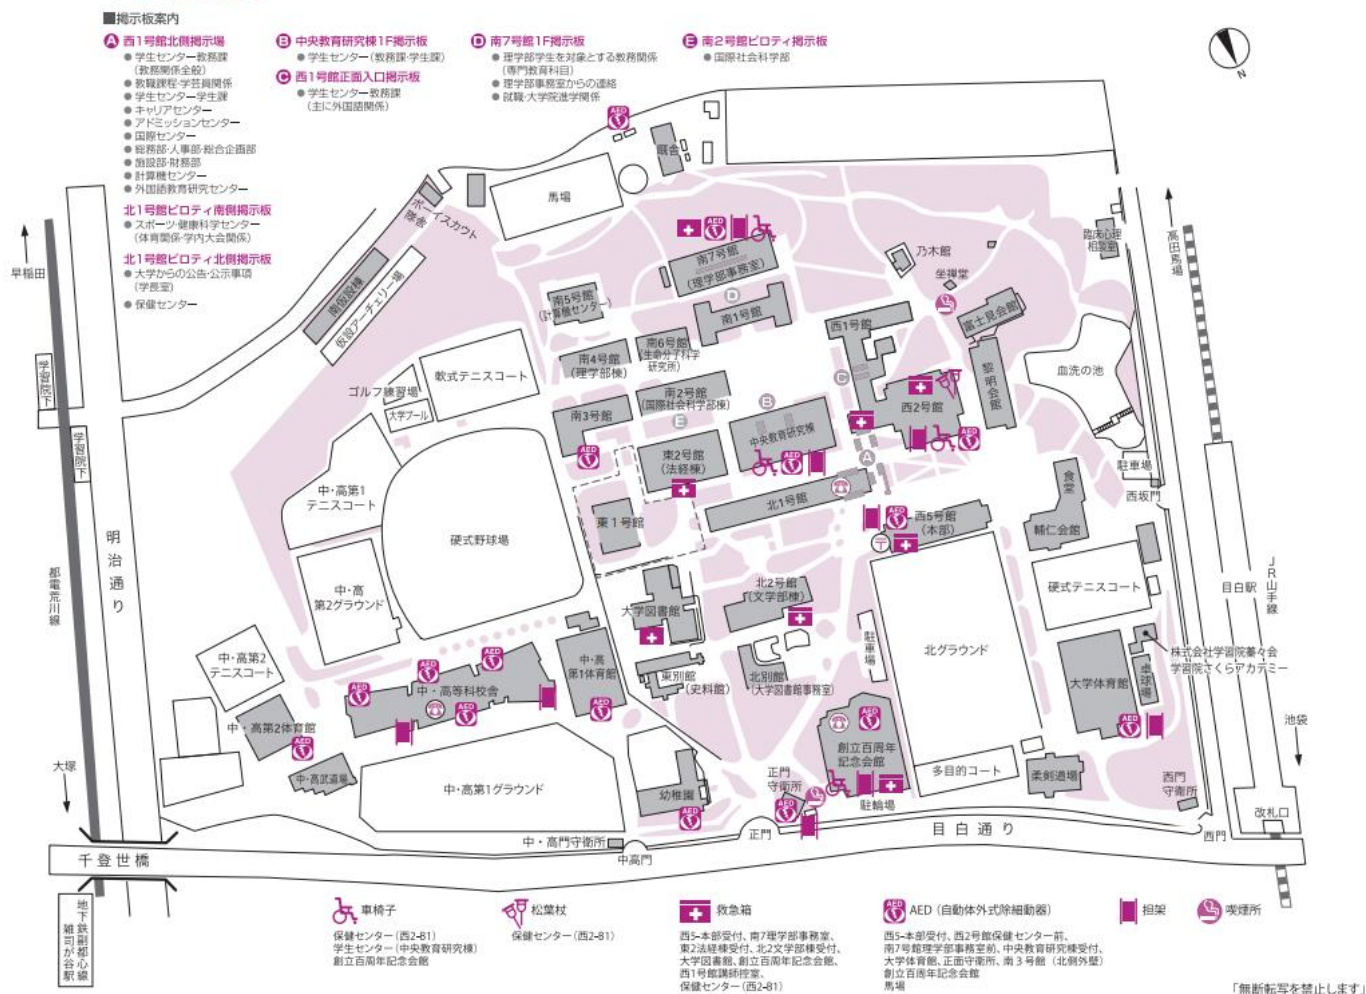 ■掲示板案内
A 西1号館北側掲示場
● 学生センター教務課
(教務関係全般)
● 教職課程・学芸員関係
● 学生センター学生課
● キャリアセンター
● アドミッションセンター
● 国際センター
● 総務部・人事部・総合企画部
● 施設部・財務部
● 計算機センター
● 外国語教育研究センター
北1号館ピロティ南側掲示板
● スポーツ・健康科学センター
(体育関係・学内大会関係)
北1号館ピロティ北側掲示板
● 大学からの公告・公示事項
(学長室)
● 保健センター
B 中央教育研究棟1F掲示板
● 学生センター(教務課・学生課)
C 西1号館正面入口掲示板
● 学生センター教務課
(主に外国語関係)
D 南7号館1F掲示板
● 理学部学生を対象とする教務関係
(専門教育科目)
● 理学部事務室からの連絡
● 就職・大学院進学関係
E 南2号館ピロティ掲示板
● 国際社会科学部
N
AED
厩舎
馬場
ボーイスカウト
隊舎
南仮設棟
仮設アーチェリー場
早稲田
学習院下
学習院下
明治通り
都電荒川線
大塚
千登世橋
地下鉄副都心線
雑司が谷駅
AED
南7号館
(理学部事務室)
D
南1号館
南5号館
(計算機センター)
南4号館
(理学部棟)
南6号館
(生命分子科学
研究所)
南2号館
(国際社会科学部棟)
E
南3号館
AED
東2号館
(法経棟)
東1号館
B
中央教育研究棟
AED
北1号館
A
C
西1号館
西2号館
AED
乃木館
坐禅堂
富士見会館
黎明会館
血洗の池
臨床心理
相談室
高田馬場
駐車場
西坂門
食堂
輔仁会館
AED
西5号館
(本部)
〒
硬式テニスコート
目白駅
JR山手線
株式会社学習院蓁々会
学習院さくらアカデミー
卓球場
大学体育館
AED
池袋
改札口
西門
西門
守衛所
柔剣道場
多目的コート
北グラウンド
駐車場
軟式テニスコート
ゴルフ練習場
大学プール
中・高第1
テニスコート
硬式野球場
中・高
第2グラウンド
中・高第2
テニスコート
中・高第2体育館
AED
中・高武道場
中・高等科校舎
AED
AED
AED
AED
中・高
第1体育館
AED
中・高第1グラウンド
大学図書館
北2号館
(文学部棟)
東別館
(史料館)
北別館
(大学図書館事務室)
創立百周年
記念会館
AED
駐輪場
正門
守衛所
AED
幼稚園
AED
正門
目白通り
中・高門守衛所
中高門
車椅子
保健センター(西2-B1)
学生センター(中央教育研究棟)
創立百周年記念会館
松葉杖
保健センター(西2-B1)
救急箱
西5-本部受付、南7理学部事務室、
東2法経棟受付、北2文学部棟受付、
大学図書館、創立百周年記念会館、
西1号館講師控室、
保健センター(西2-B1)
AED AED (自動体外式除細動器)
西5-本部受付、西2号館保健センター前、
南7号館理学部事務室前、中央教育研究棟受付、
大学体育館、正面守衛所、南3号館(北側外壁)
創立百周年記念会館
馬場
担架
喫煙所
「無断転写を禁止します」